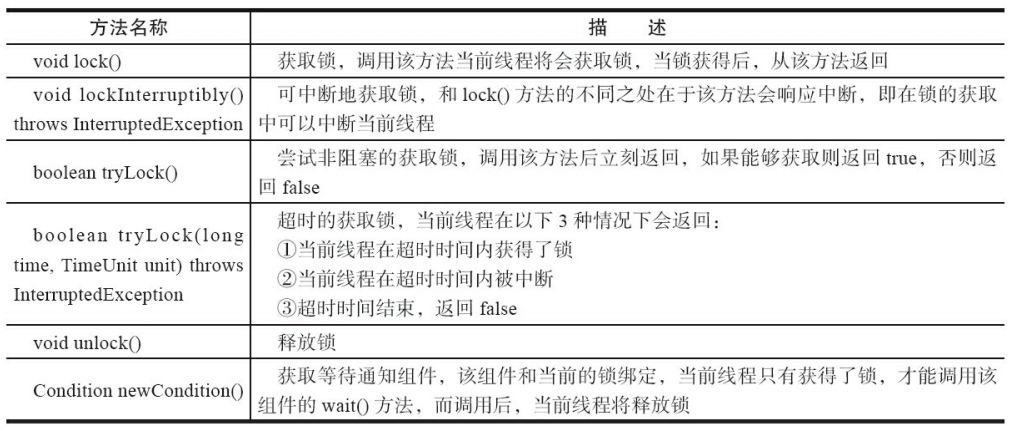 方法名称 描 述
void lock() 获取锁，调用该方法当前线程将会获取锁，当锁获得后，从该方法返回
void lockInterruptibly() throws InterruptedException 可中断地获取锁，和 lock() 方法的不同之处在于该方法会响应中断，即在锁的获取
中可以中断当前线程
boolean tryLock() 尝试非阻塞的获取锁，调用该方法后立刻返回，如果能够获取则返回 true，否则返
回 false
boolean tryLock(long
time, TimeUnit unit) throws
InterruptedException
超时的获取锁，当前线程在以下 3 种情况下会返回：
①当前线程在超时时间内获得了锁
②当前线程在超时时间内被中断
③超时时间结束，返回 false
void unlock() 释放锁
Condition newCondition() 获取等待通知组件，该组件和当前的锁绑定，当前线程只有获得了锁，才能调用该
组件的 wait() 方法，而调用后，当前线程将释放锁